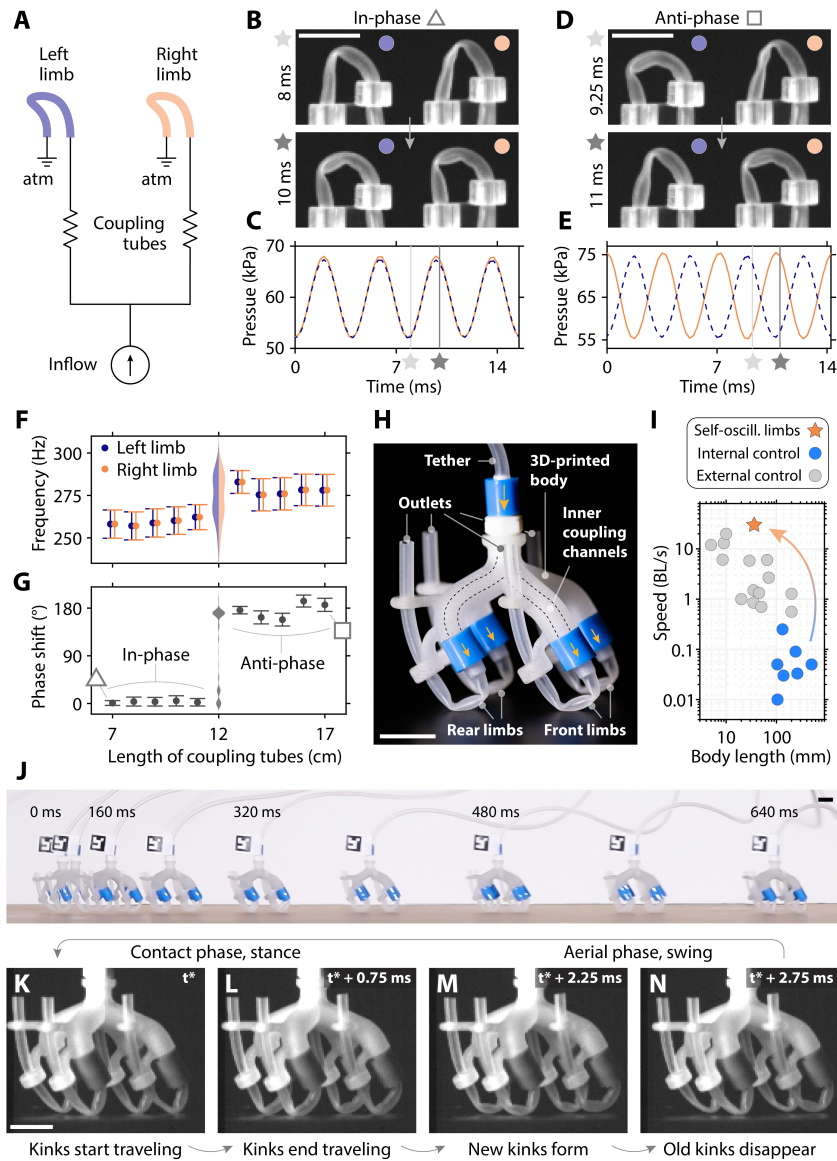 A
Left
limb
Right
limb
atm
atm
Coupling
tubes
Inflow
B
In-phase
8 ms
10 ms
C
Pressue (kPa)
70
60
50
7
14
Time (ms)
D
Anti-phase
9.25 ms
11 ms
E
Pressue (kPa)
75
65
55
0
7
14
Time (ms)
F
Frequency (Hz)
300
275
250
Left limb
Right limb
G
Phase shift (°)
180
90
0
In-phase
Anti-phase
7
12
17
Length of coupling tubes (cm)
H
Tether
3D-printed
body
Outlets
Inner
coupling
channels
Rear limbs
Front limbs
I
Self-oscill. limbs
Internal control
External control
Speed (BL/s)
10
1
0.1
0.01
10
100
Body length (mm)
J
0 ms
160 ms
320 ms
480 ms
640 ms
Contact phase, stance
Aerial phase, swing
K
t*
L
t* + 0.75 ms
M
t* + 2.25 ms
N
t* + 2.75 ms
Kinks start traveling
Kinks end traveling
New kinks form
Old kinks disappear